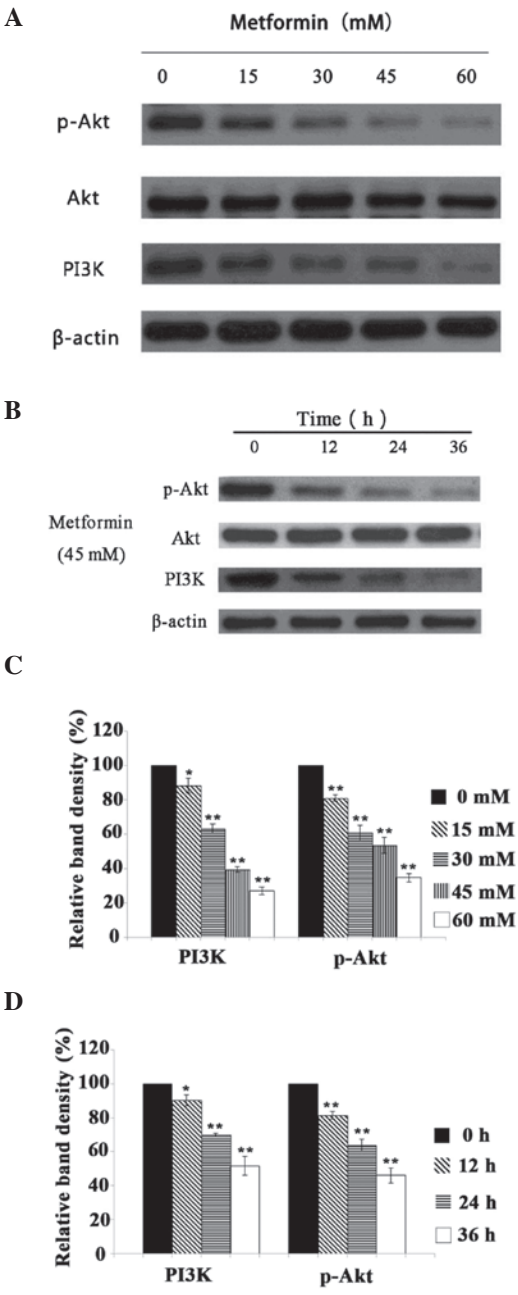 A
Metformin (mM)
0 15 30 45 60
p-Akt
Akt
PI3K
β-actin
B
Time ( h )
0 12 24 36
Metformin
(45 mM)
p-Akt
Akt
PI3K
β-actin
C
Relative band density (%)
120
100
80
60
40
20
0
* ** ** **
** ** ** **
PI3K p-Akt
0 mM
15 mM
30 mM
45 mM
60 mM
D
Relative band density (%)
120
100
80
60
40
20
0
* ** **
** ** **
PI3K p-Akt
0 h
12 h
24 h
36 h